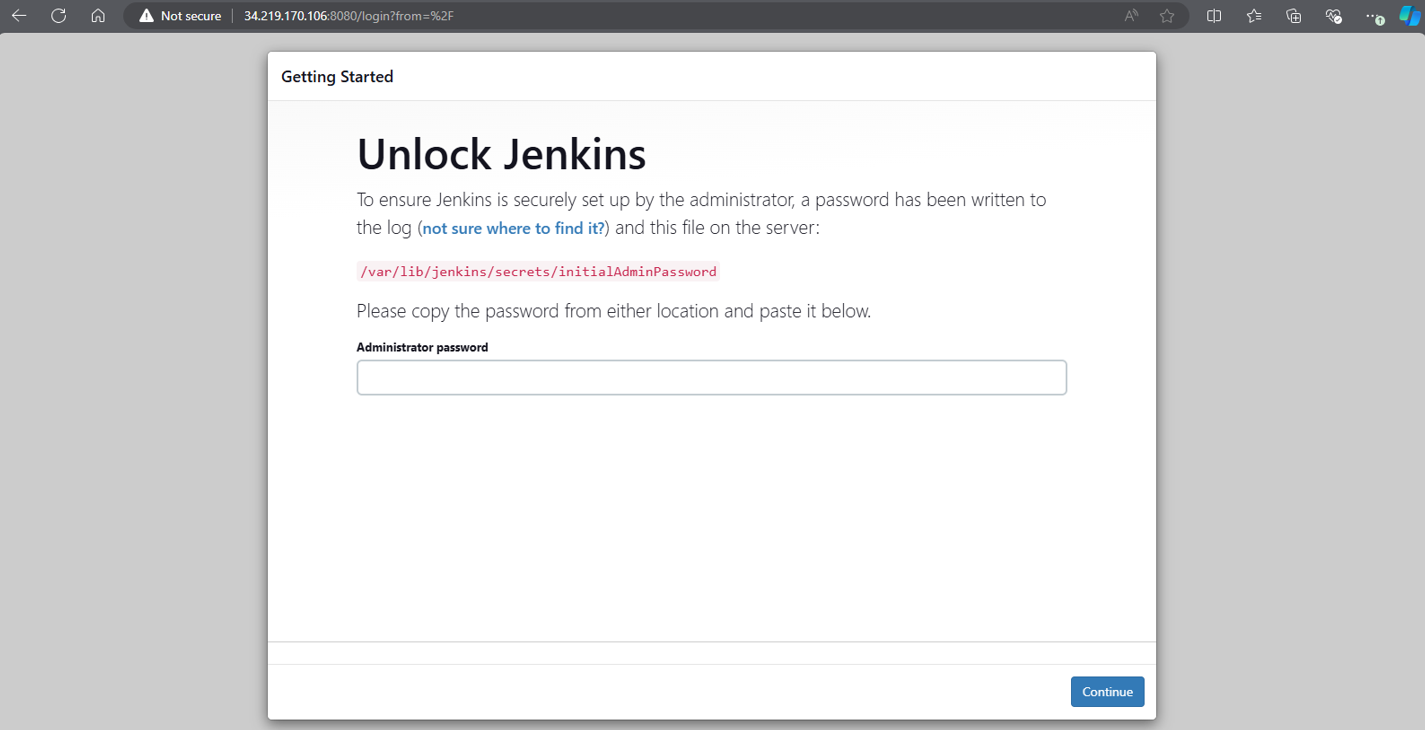 Not secure
34.219.170.106:8080/login?from=%2F
Getting Started
Unlock Jenkins
To ensure Jenkins is securely set up by the administrator, a password has been written to
the log (not sure where to find it?) and this file on the server:
/var/lib/jenkins/secrets/initialAdminPassword
Please copy the password from either location and paste it below.
Administrator password
Continue